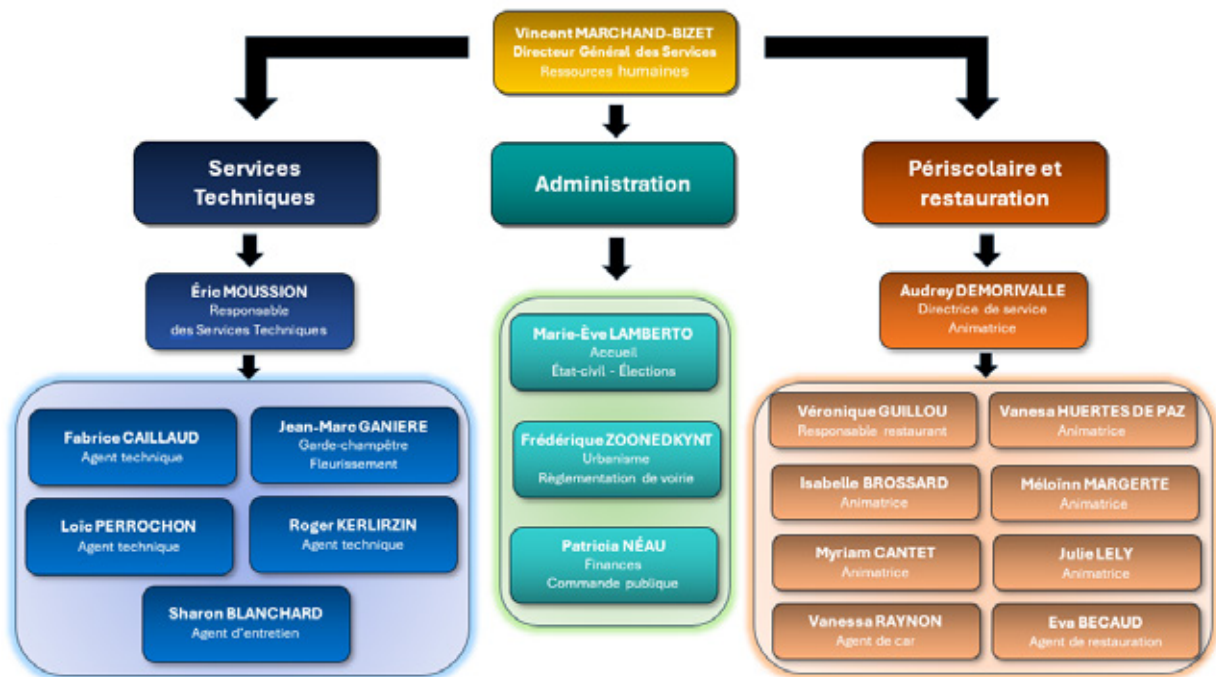 Vincent MARCHAND-BIZET
Directeur Général des Services
Ressources humaines
Services
Techniques
Administration
Périscolaire et
restauration
Éric MOUSSION
Responsable
des Services Techniques
Audrey DEMORIVALLE
Directrice de service
Animatrice
Fabrice CAILLAUD
Agent technique
Jean-Marc GANIERE
Garde-champêtre
Fleurissement
Loïc PERROCHON
Agent technique
Roger KERLIRZIN
Agent technique
Sharon BLANCHARD
Agent d'entretien
Marie-Ève LAMBERTO
Accueil
État-civil - Élections
Frédérique ZOONEDKYNT
Urbanisme
Règlementation de voirie
Patricia NÉAU
Finances
Commande publique
Véronique GUILLOU
Responsable restaurant
Vanesa HUERTES DE PAZ
Animatrice
Isabelle BROSSARD
Animatrice
Méloïnn MARGERTE
Animatrice
Myriam CANTET
Animatrice
Julie LELY
Animatrice
Vanessa RAYNON
Agent de car
Eva BECAUD
Agent de restauration